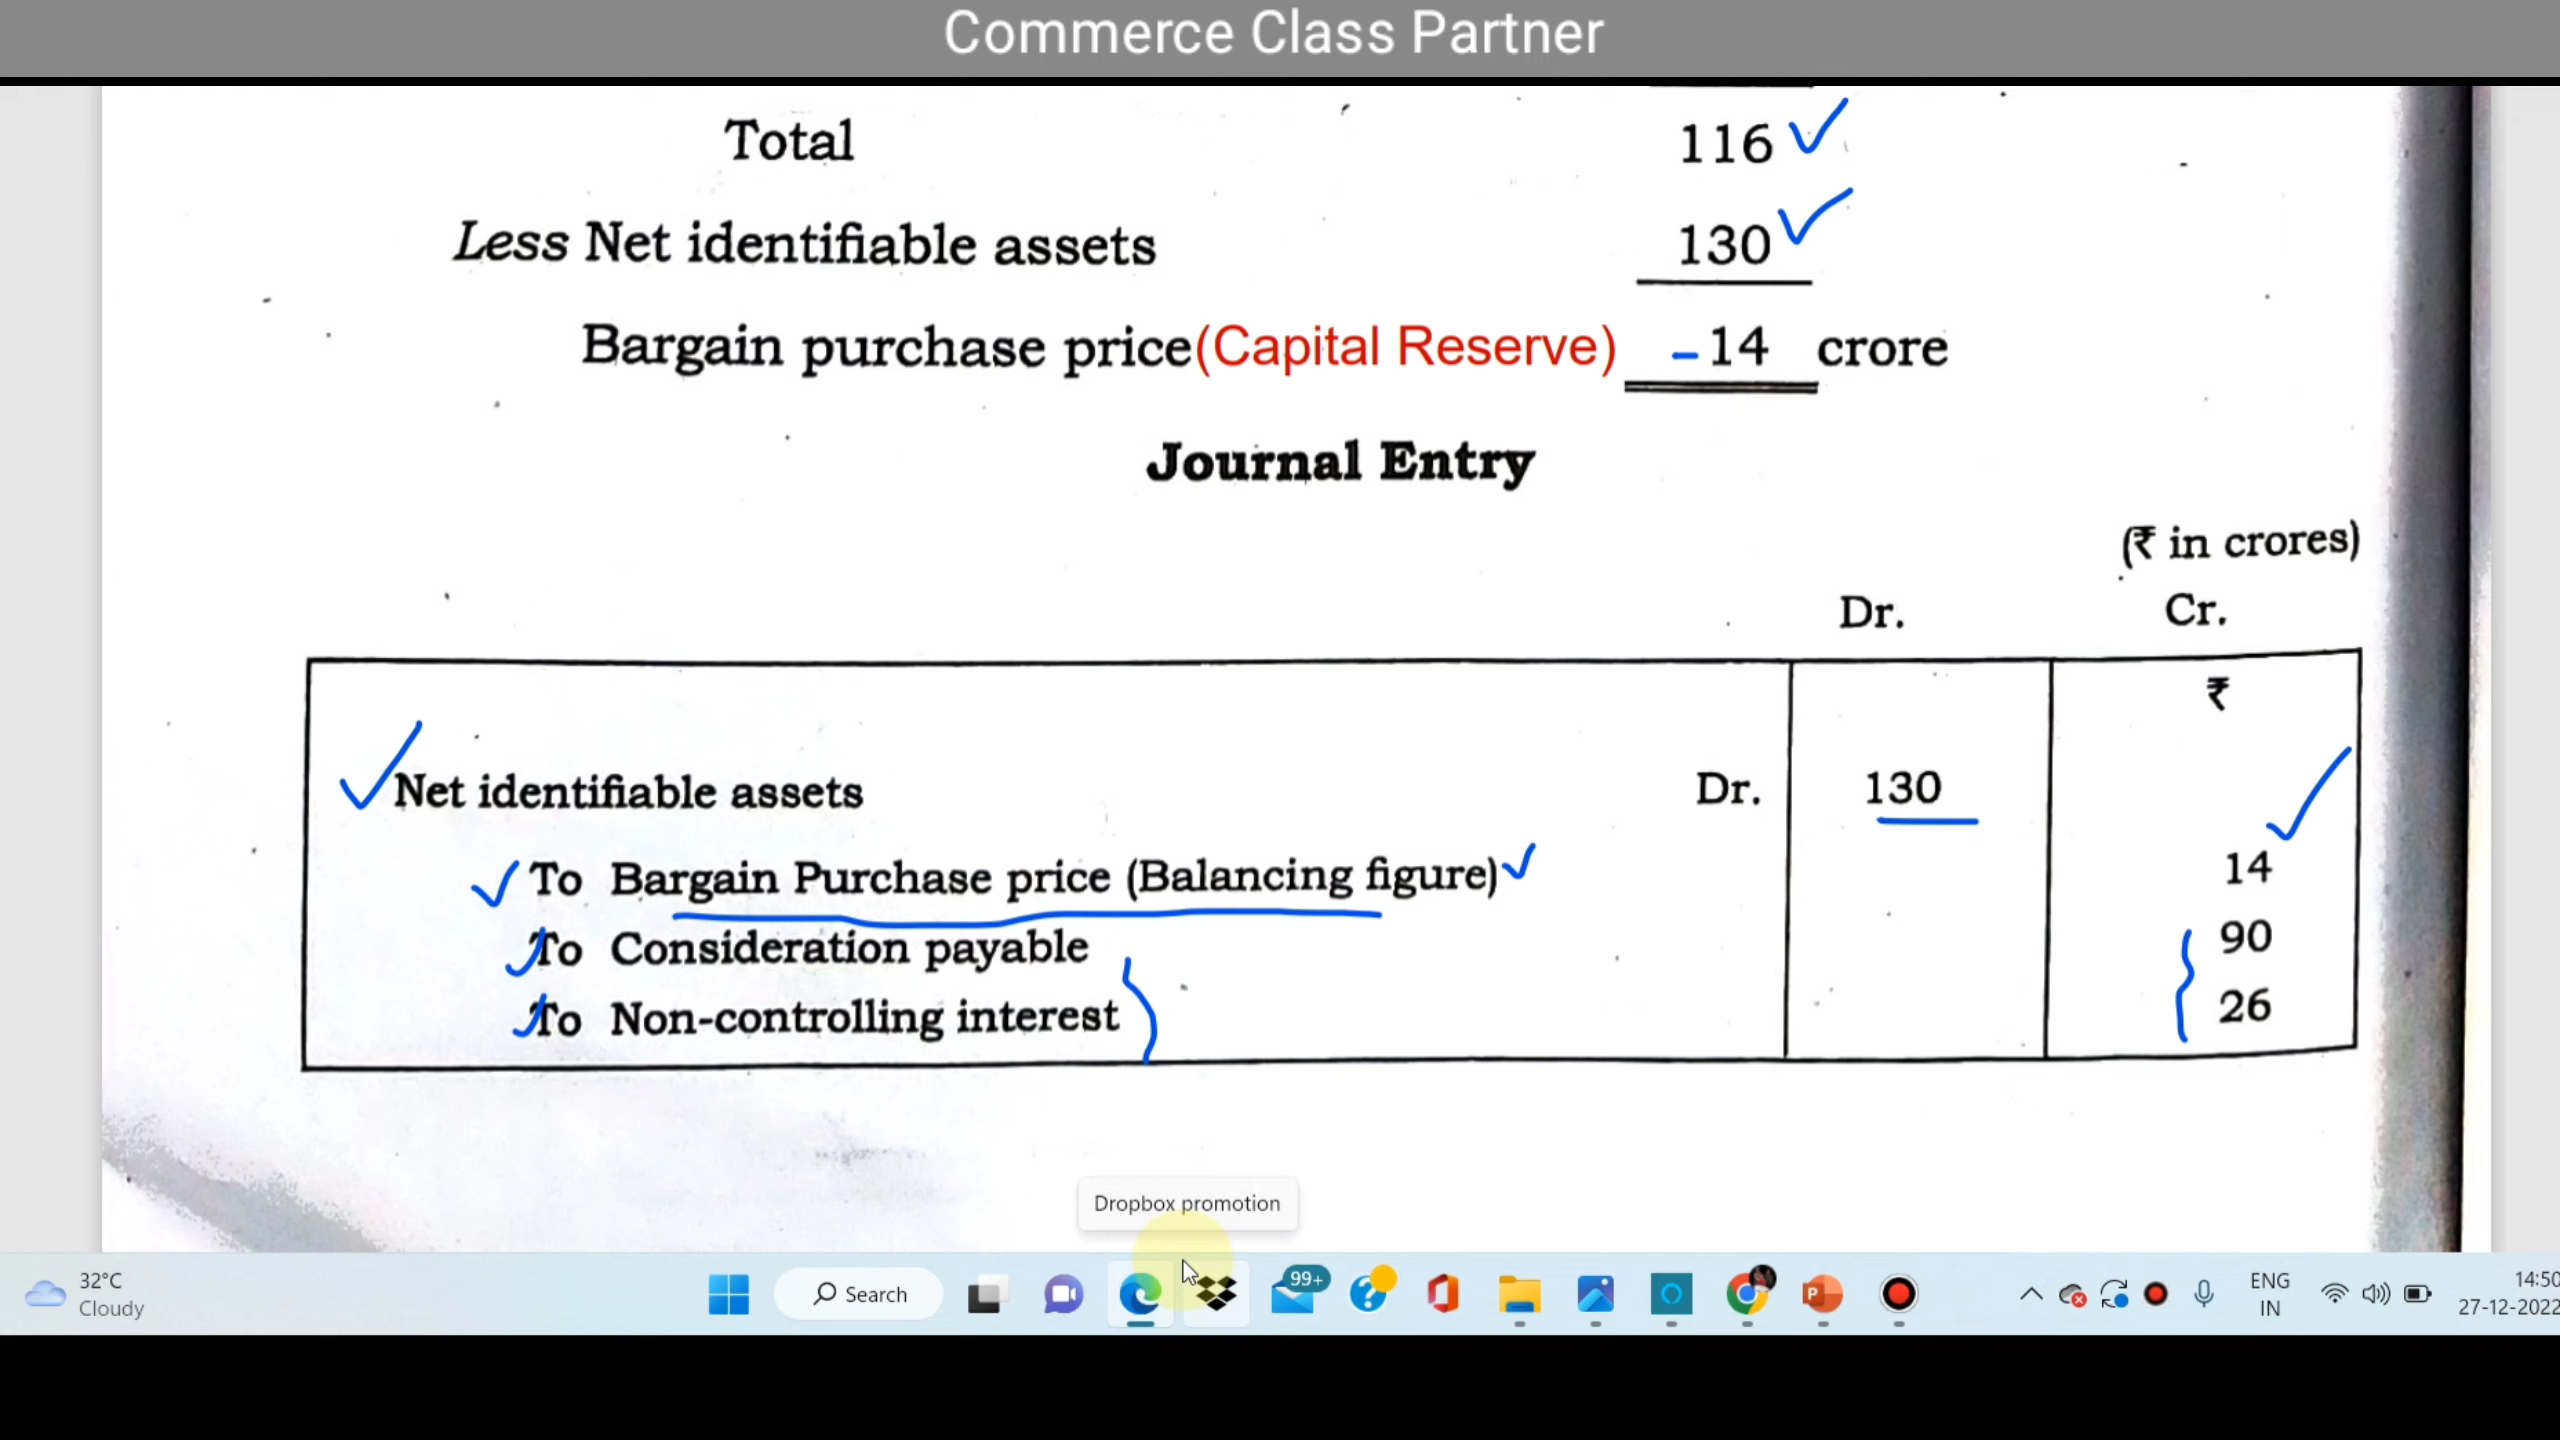 Commerce Class Partner
Total 116
Less Net identifiable assets 130
Bargain purchase price(Capital Reserve) -14 crore
Journal Entry
(₹ in crores)
Dr. Cr.
₹
Net identifiable assets Dr. 130
To Bargain Purchase price (Balancing figure) 14
To Consideration payable 90
To Non-controlling interest 26
Dropbox promotion
32°C
Cloudy
Search
99+
ENG
IN
14:50
27-12-2022